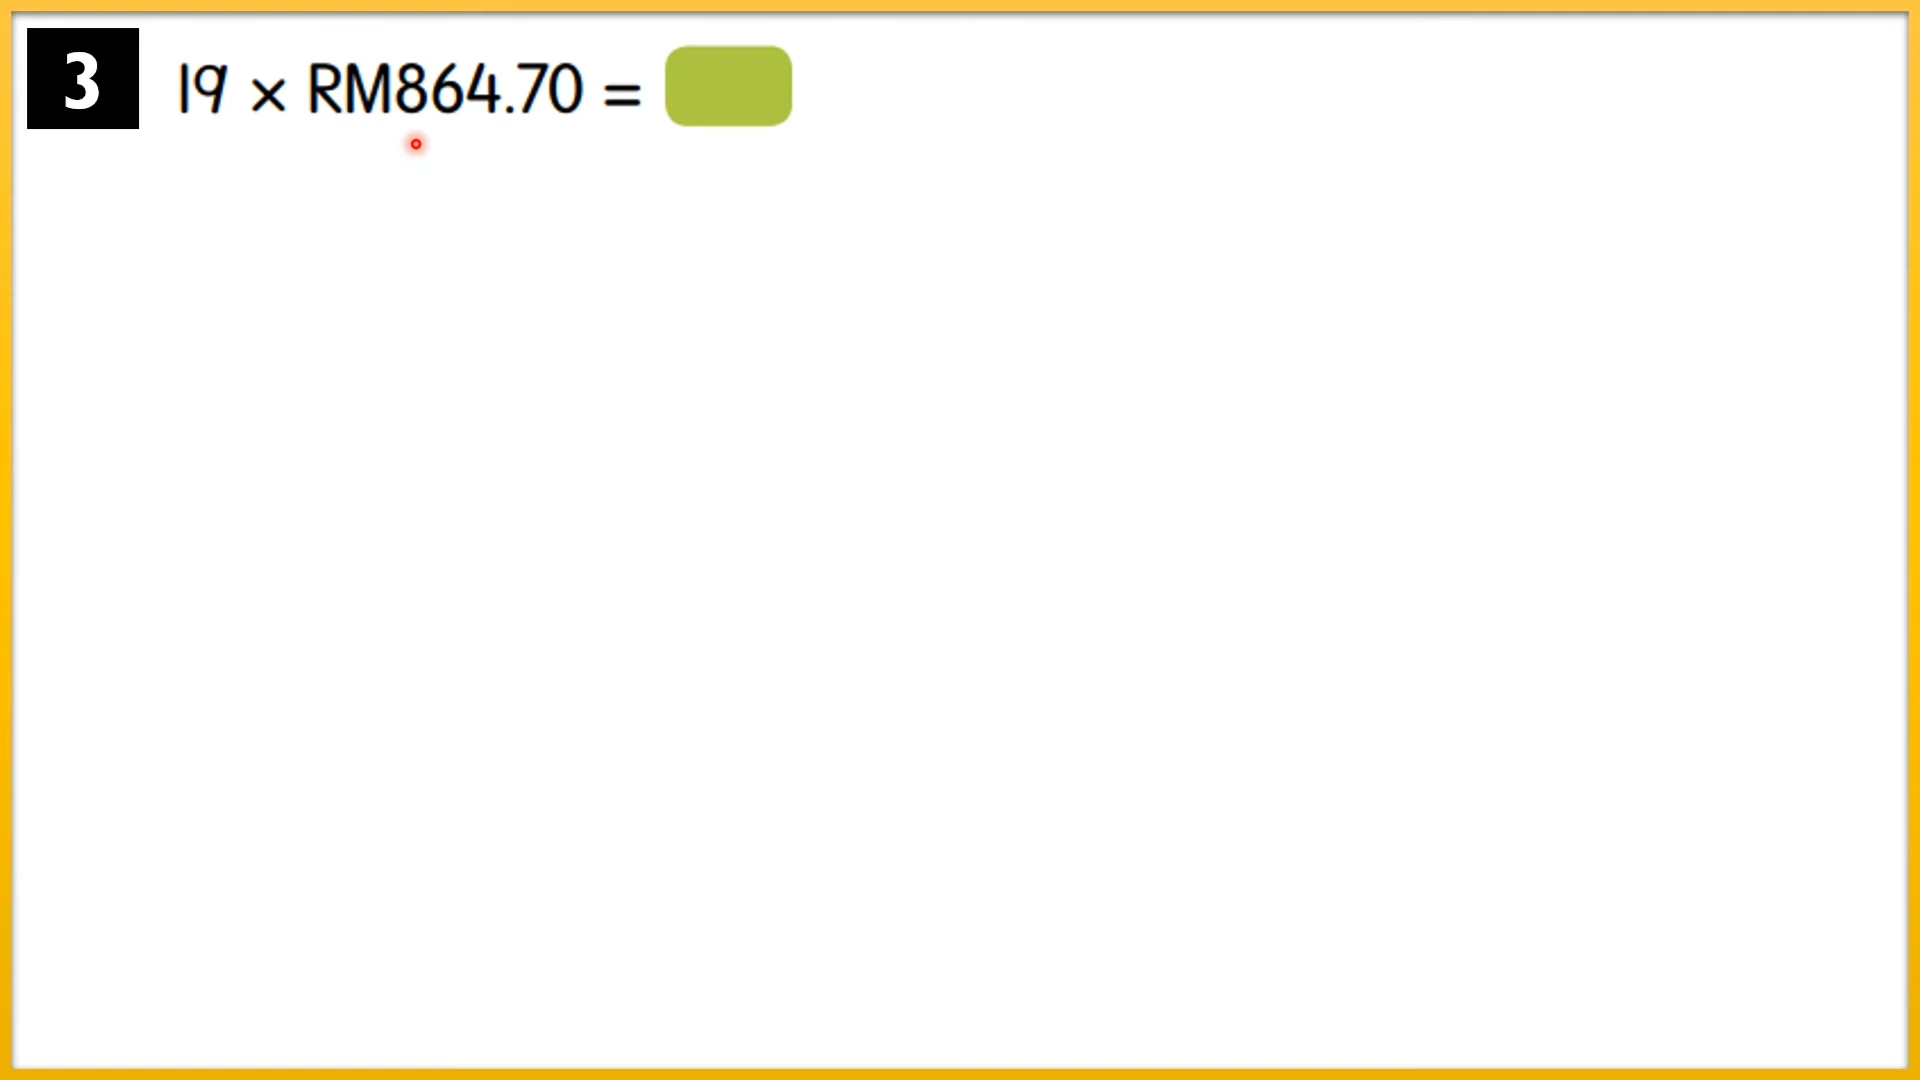 3 19 × RM864.70 =